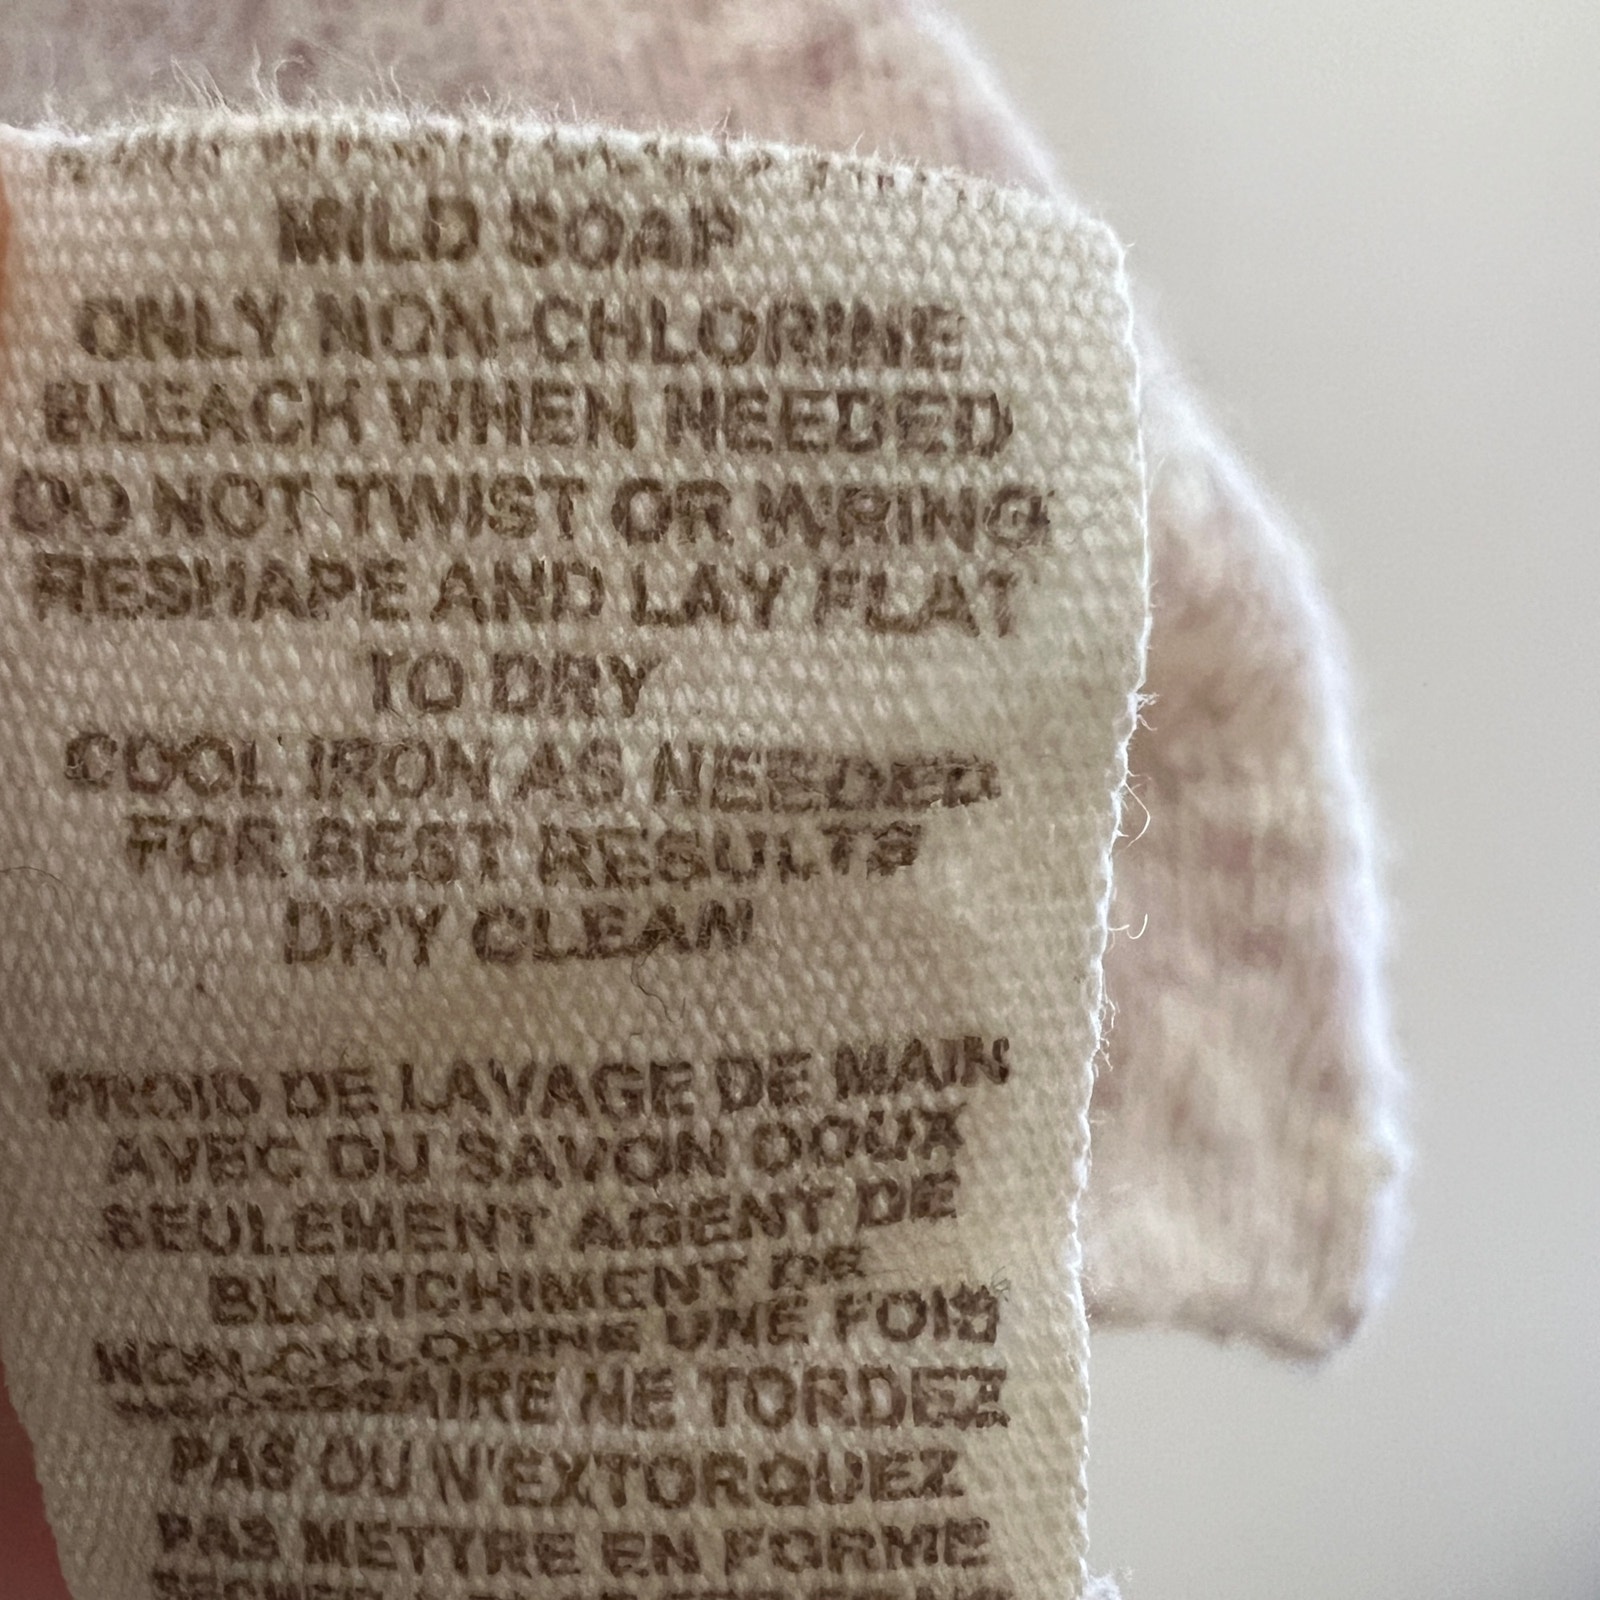 MILD SOAP
ONLY NON-CHLORINE
BLEACH WHEN NEEDED
DO NOT TWIST OR WRING
RESHAPE AND LAY FLAT
TO DRY
COOL IRON AS NEEDED
FOR BEST RESULTS
DRY CLEAN
FROID DE LAVAGE DE MAIN
AVEC DU SAVON DOUX
SEULEMENT AGENT DE
BLANCHIMENT DE
NON-CHLORINE UNE FOIS
NE TORDEZ
PAS OU N'EXTORQUEZ
PAS METTRE EN FORME